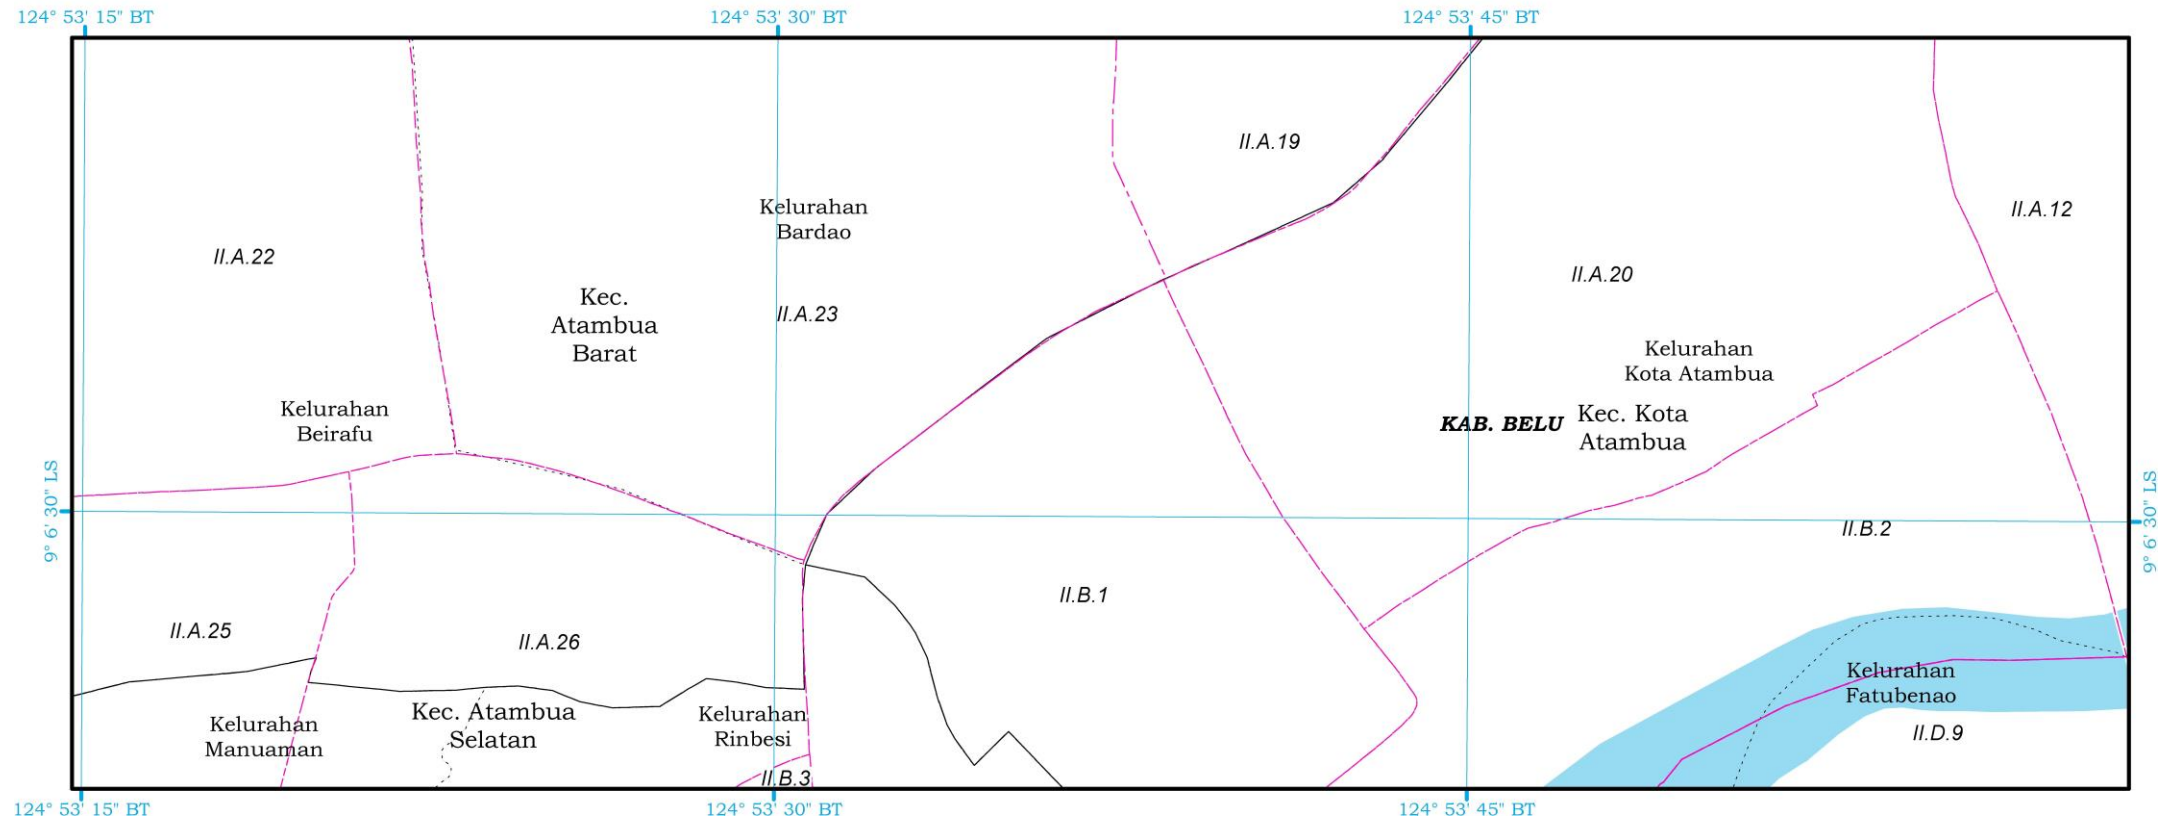 124° 53' 15" BT
124° 53' 30" BT
124° 53' 45" BT
II.A.19
Kelurahan
Bardao
II.A.12
II.A.22
II.A.20
Kec.
Atambua
Barat
II.A.23
Kelurahan
Kota Atambua
Kelurahan
Beirafu
KAB. BELU
Kec. Kota
Atambua
9° 6' 30" LS
9° 6' 30" LS
II.B.2
II.B.1
II.A.25
II.A.26
Kelurahan
Fatubenao
Kelurahan
Manuaman
Kec. Atambua
Selatan
Kelurahan
Rinbesi
II.D.9
II.B.3
124° 53' 15" BT
124° 53' 30" BT
124° 53' 45" BT